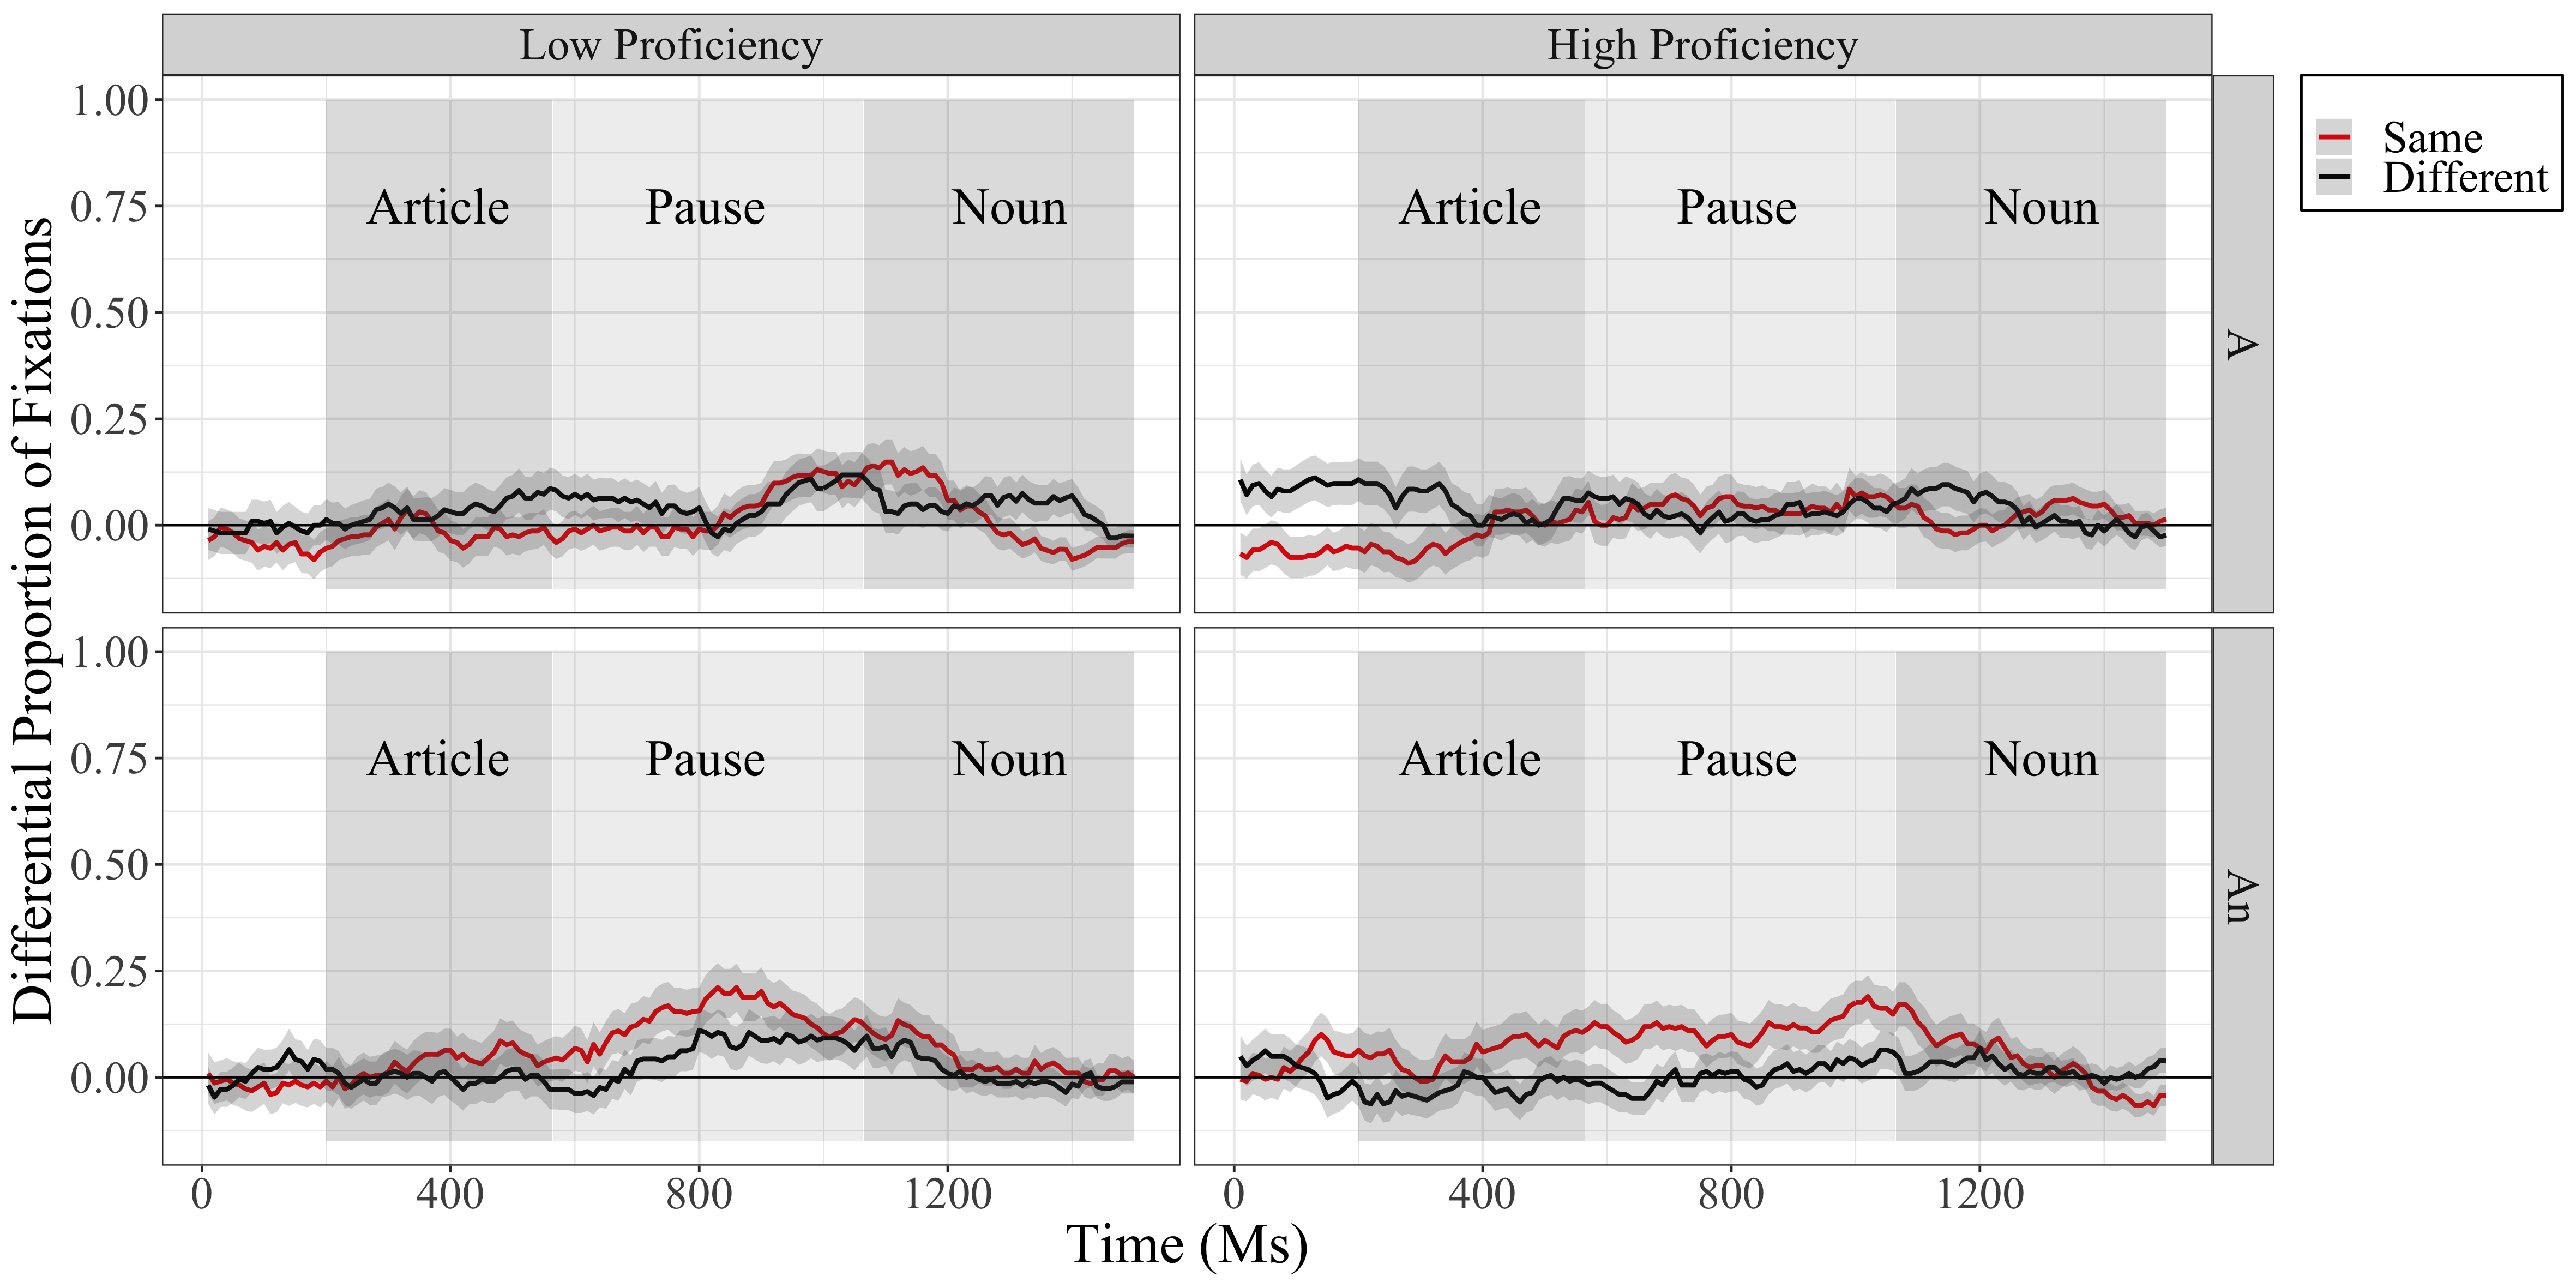 Low Proficiency
High Proficiency
Same
Different
Differential Proportion of Fixations
1.00
0.75
0.50
0.25
0.00
Article
Pause
Noun
Article
Pause
Noun
A
1.00
0.75
0.50
0.25
0.00
Article
Pause
Noun
Article
Pause
Noun
An
0
400
800
1200
0
400
800
1200
Time (Ms)